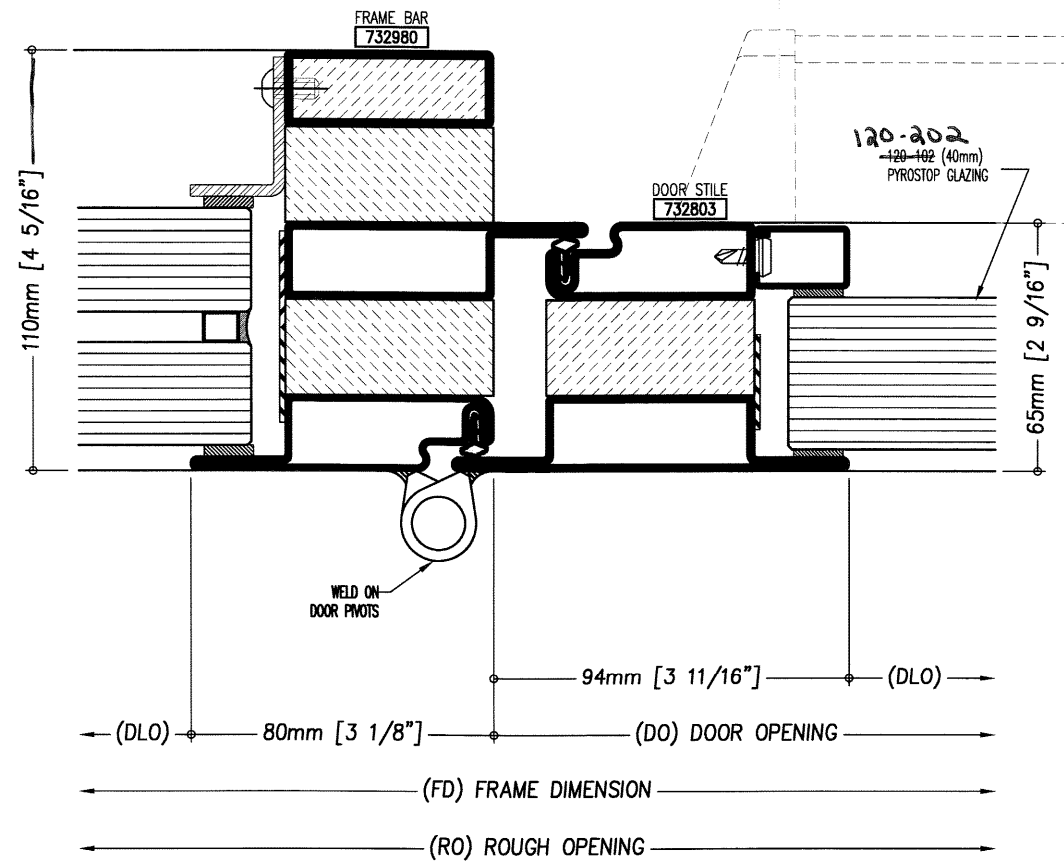 FRAME BAR
732980
120-202
120-102 (40mm)
PYROSTOP GLAZING
DOOR STILE
732803
110mm [4 5/16"]
65mm [2 9/16"]
WELD ON
DOOR PIVOTS
94mm [3 11/16"]
(DLO)
(DLO)
80mm [3 1/8"]
(DO) DOOR OPENING
(FD) FRAME DIMENSION
(RO) ROUGH OPENING